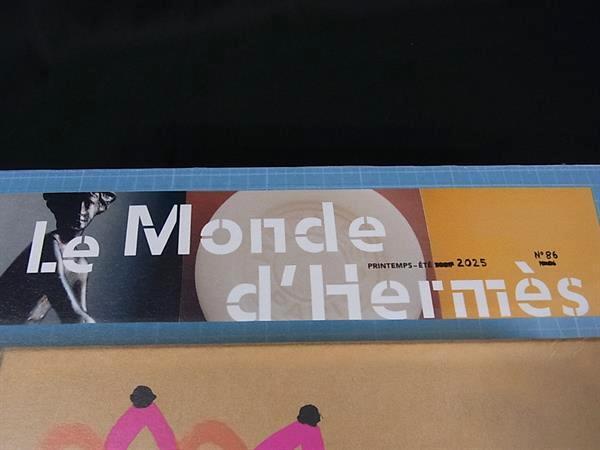 Le Monde
d'Hermès
PRINTEMPS-ÉTÉ 2025
N° 86